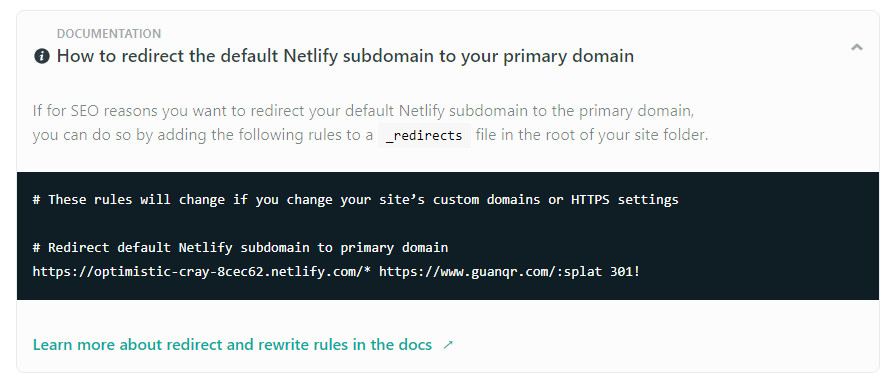 DOCUMENTATION
How to redirect the default Netlify subdomain to your primary domain
If for SEO reasons you want to redirect your default Netlify subdomain to the primary domain,
you can do so by adding the following rules to a _redirects file in the root of your site folder.
# These rules will change if you change your site’s custom domains or HTTPS settings
# Redirect default Netlify subdomain to primary domain
https://optimistic-cray-8cec62.netlify.com/* https://www.guanqr.com/:splat 301!
Learn more about redirect and rewrite rules in the docs ↗